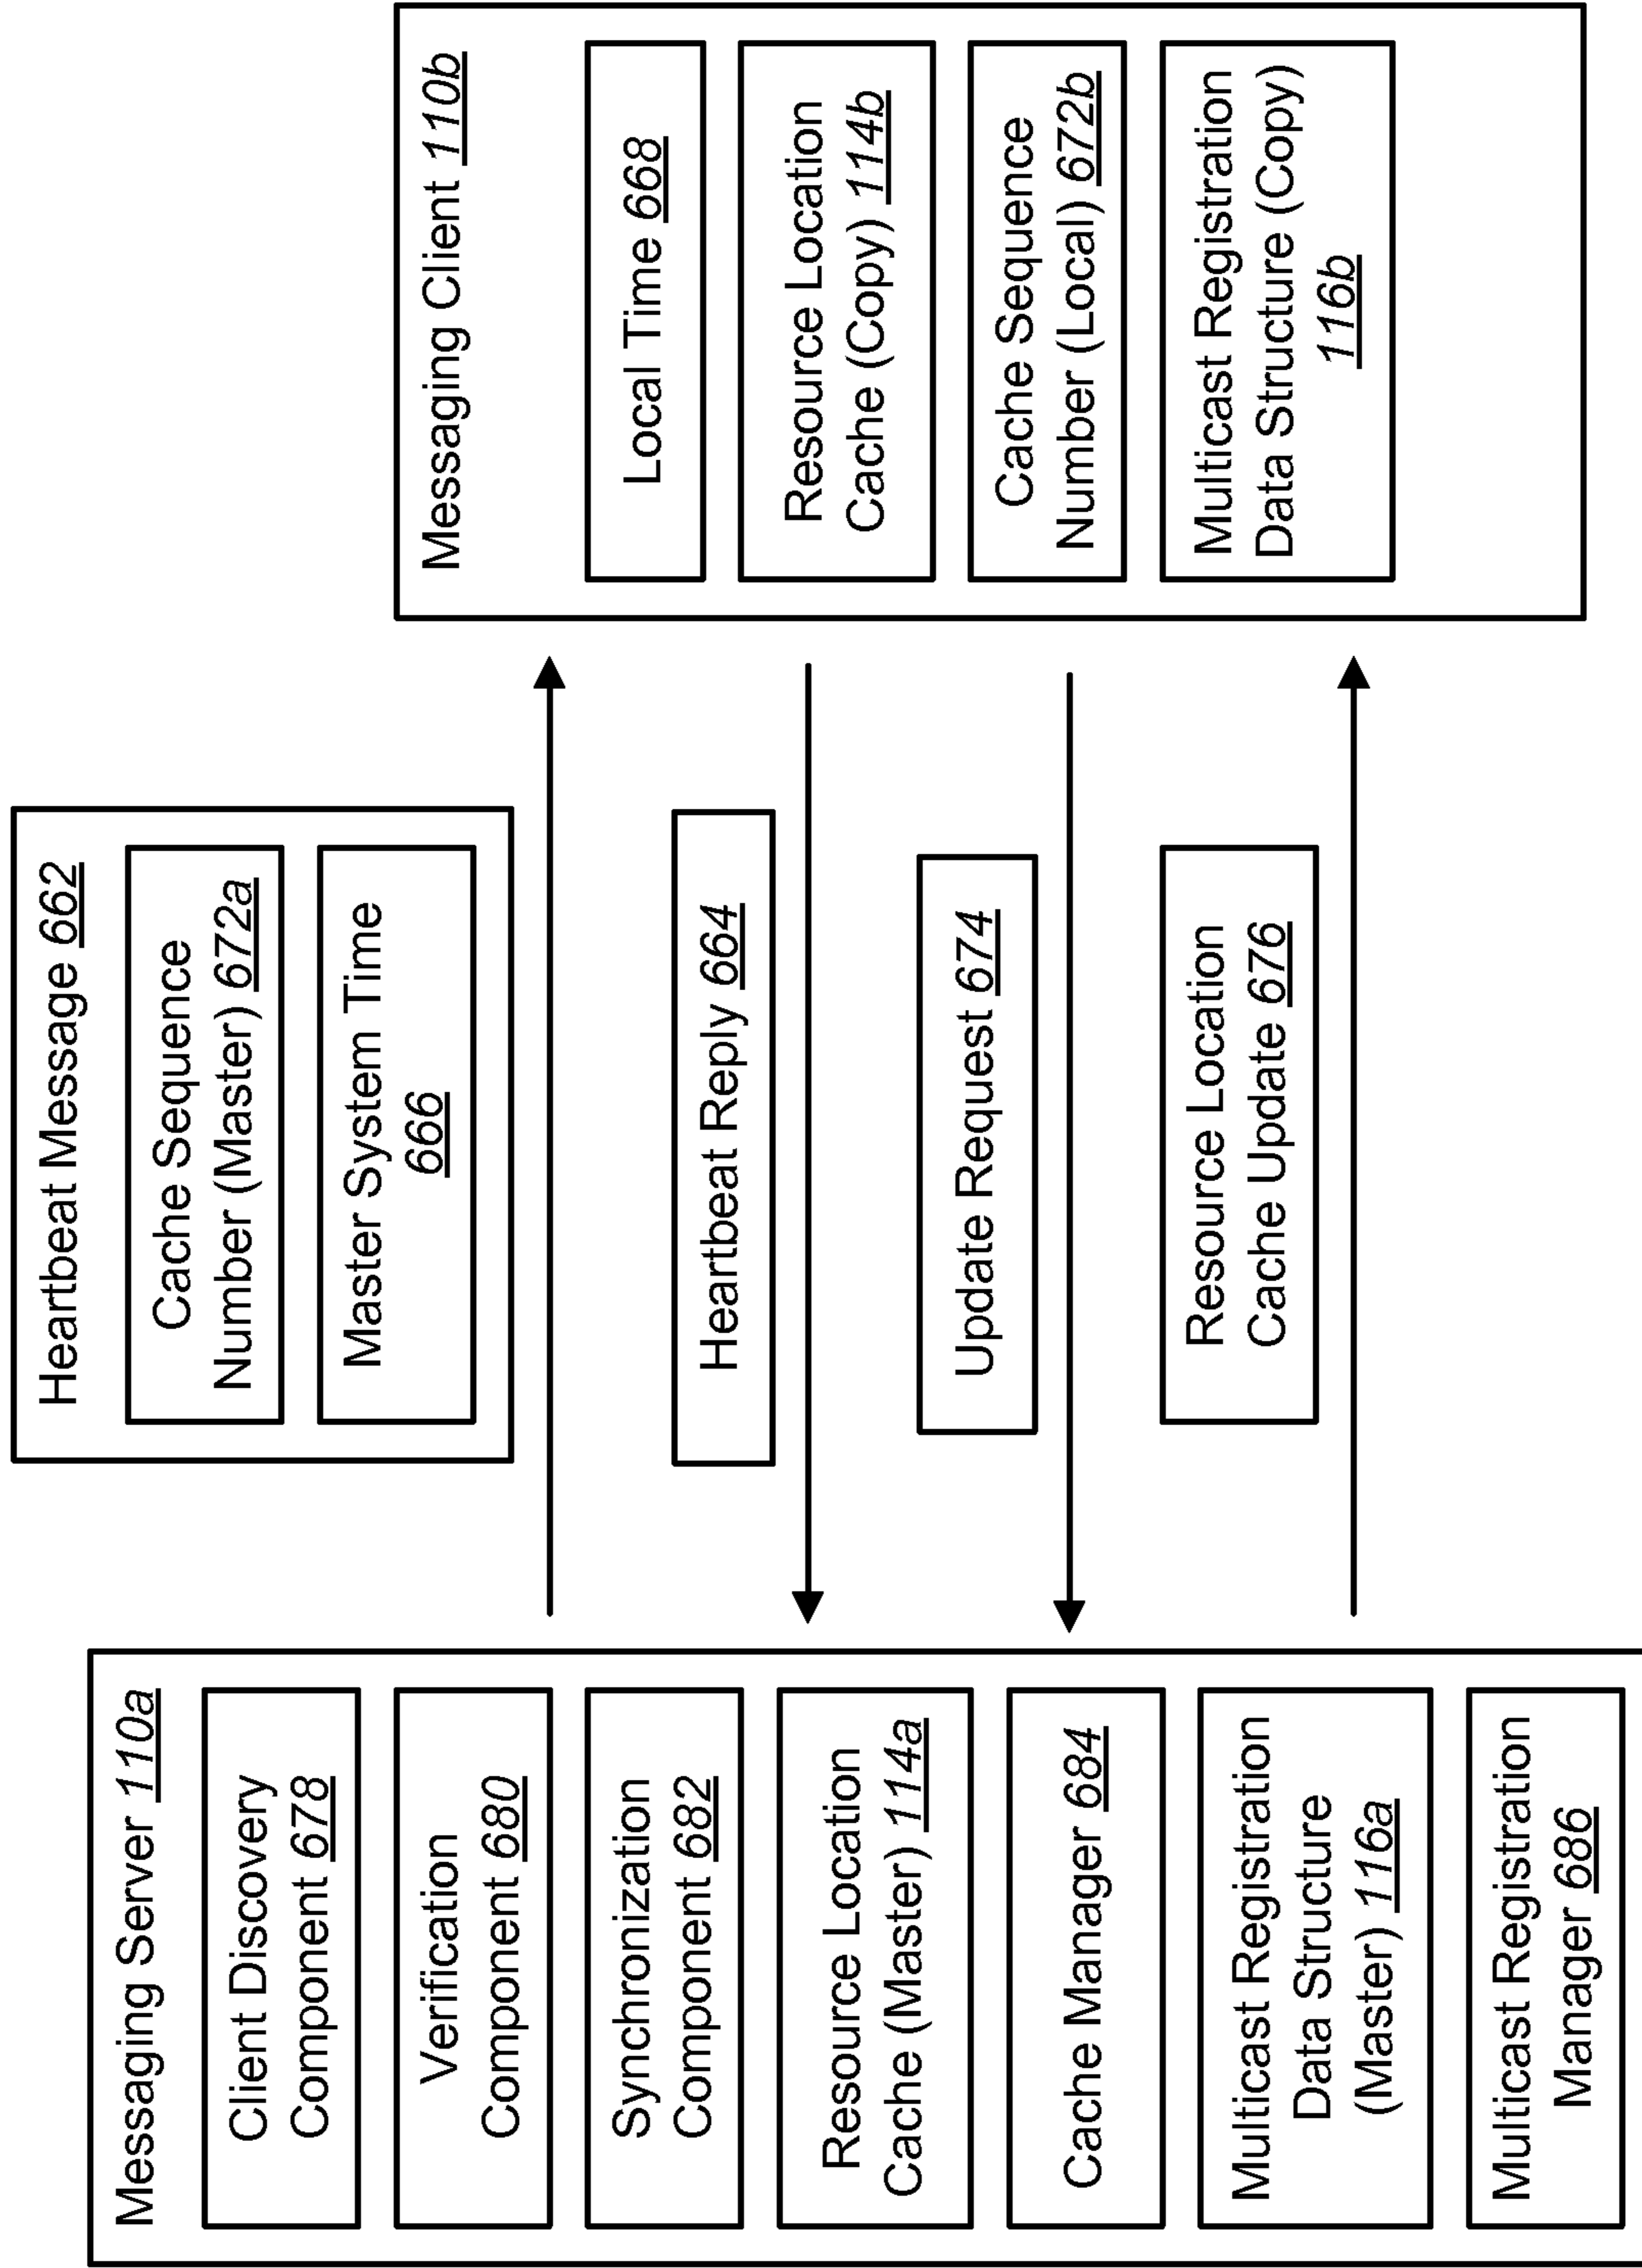 Messaging Server 110a
Client Discovery
Component 678
Verification
Component 680
Synchronization
Component 682
Resource Location
Cache (Master) 114a
Cache Manager 684
Multicast Registration
Data Structure
(Master) 116a
Multicast Registration
Manager 686
Heartbeat Message 662
Cache Sequence
Number (Master) 672a
Master System Time
666
Heartbeat Reply 664
Update Request 674
Resource Location
Cache Update 676
Messaging Client 110b
Local Time 668
Resource Location
Cache (Copy) 114b
Cache Sequence
Number (Local) 672b
Multicast Registration
Data Structure (Copy)
116b